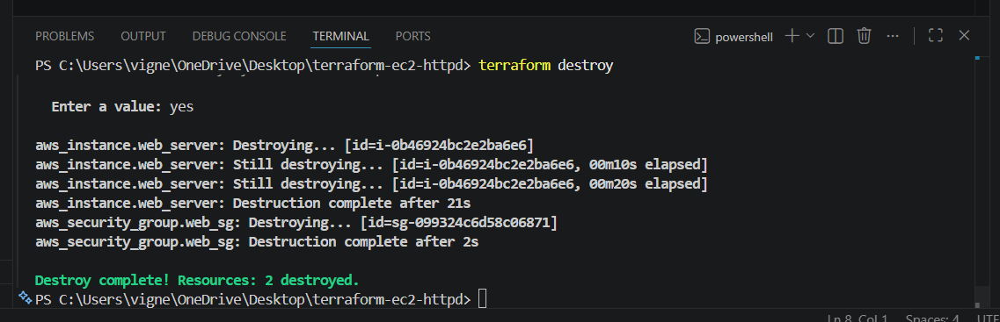 PROBLEMS OUTPUT DEBUG CONSOLE TERMINAL PORTS powershell
PS C:\Users\vigne\OneDrive\Desktop\terraform-ec2-httpd> terraform destroy
Enter a value: yes
aws_instance.web_server: Destroying... [id=i-0b46924bc2e2ba6e6]
aws_instance.web_server: Still destroying... [id=i-0b46924bc2e2ba6e6, 00m10s elapsed]
aws_instance.web_server: Still destroying... [id=i-0b46924bc2e2ba6e6, 00m20s elapsed]
aws_instance.web_server: Destruction complete after 21s
aws_security_group.web_sg: Destroying... [id=sg-099324c6d58c06871]
aws_security_group.web_sg: Destruction complete after 2s
Destroy complete! Resources: 2 destroyed.
PS C:\Users\vigne\OneDrive\Desktop\terraform-ec2-httpd>
Ln 8, Col 1 Spaces: 4